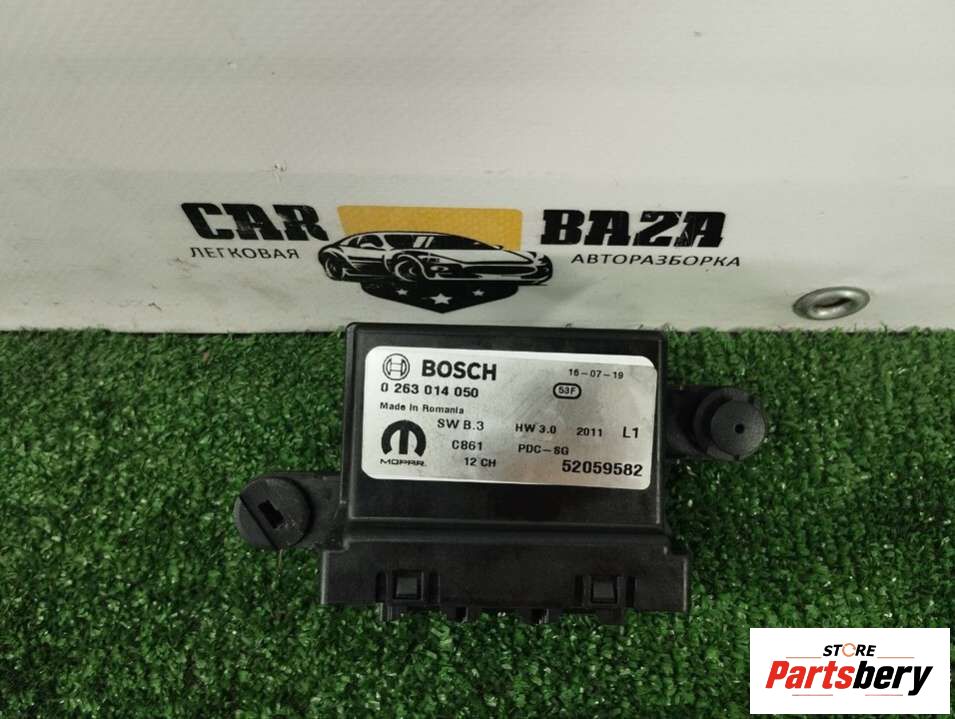 CAR BAZA
ЛЕГКОВАЯ АВТОРАЗБОРКА
BOSCH 16-07-19
0 263 014 050 53F
Made in Romania
SW B.3 HW 3.0 2011 L1
C861 PDC-SG
MOPAR. 12 CH 52059582
STORE
Partsbery